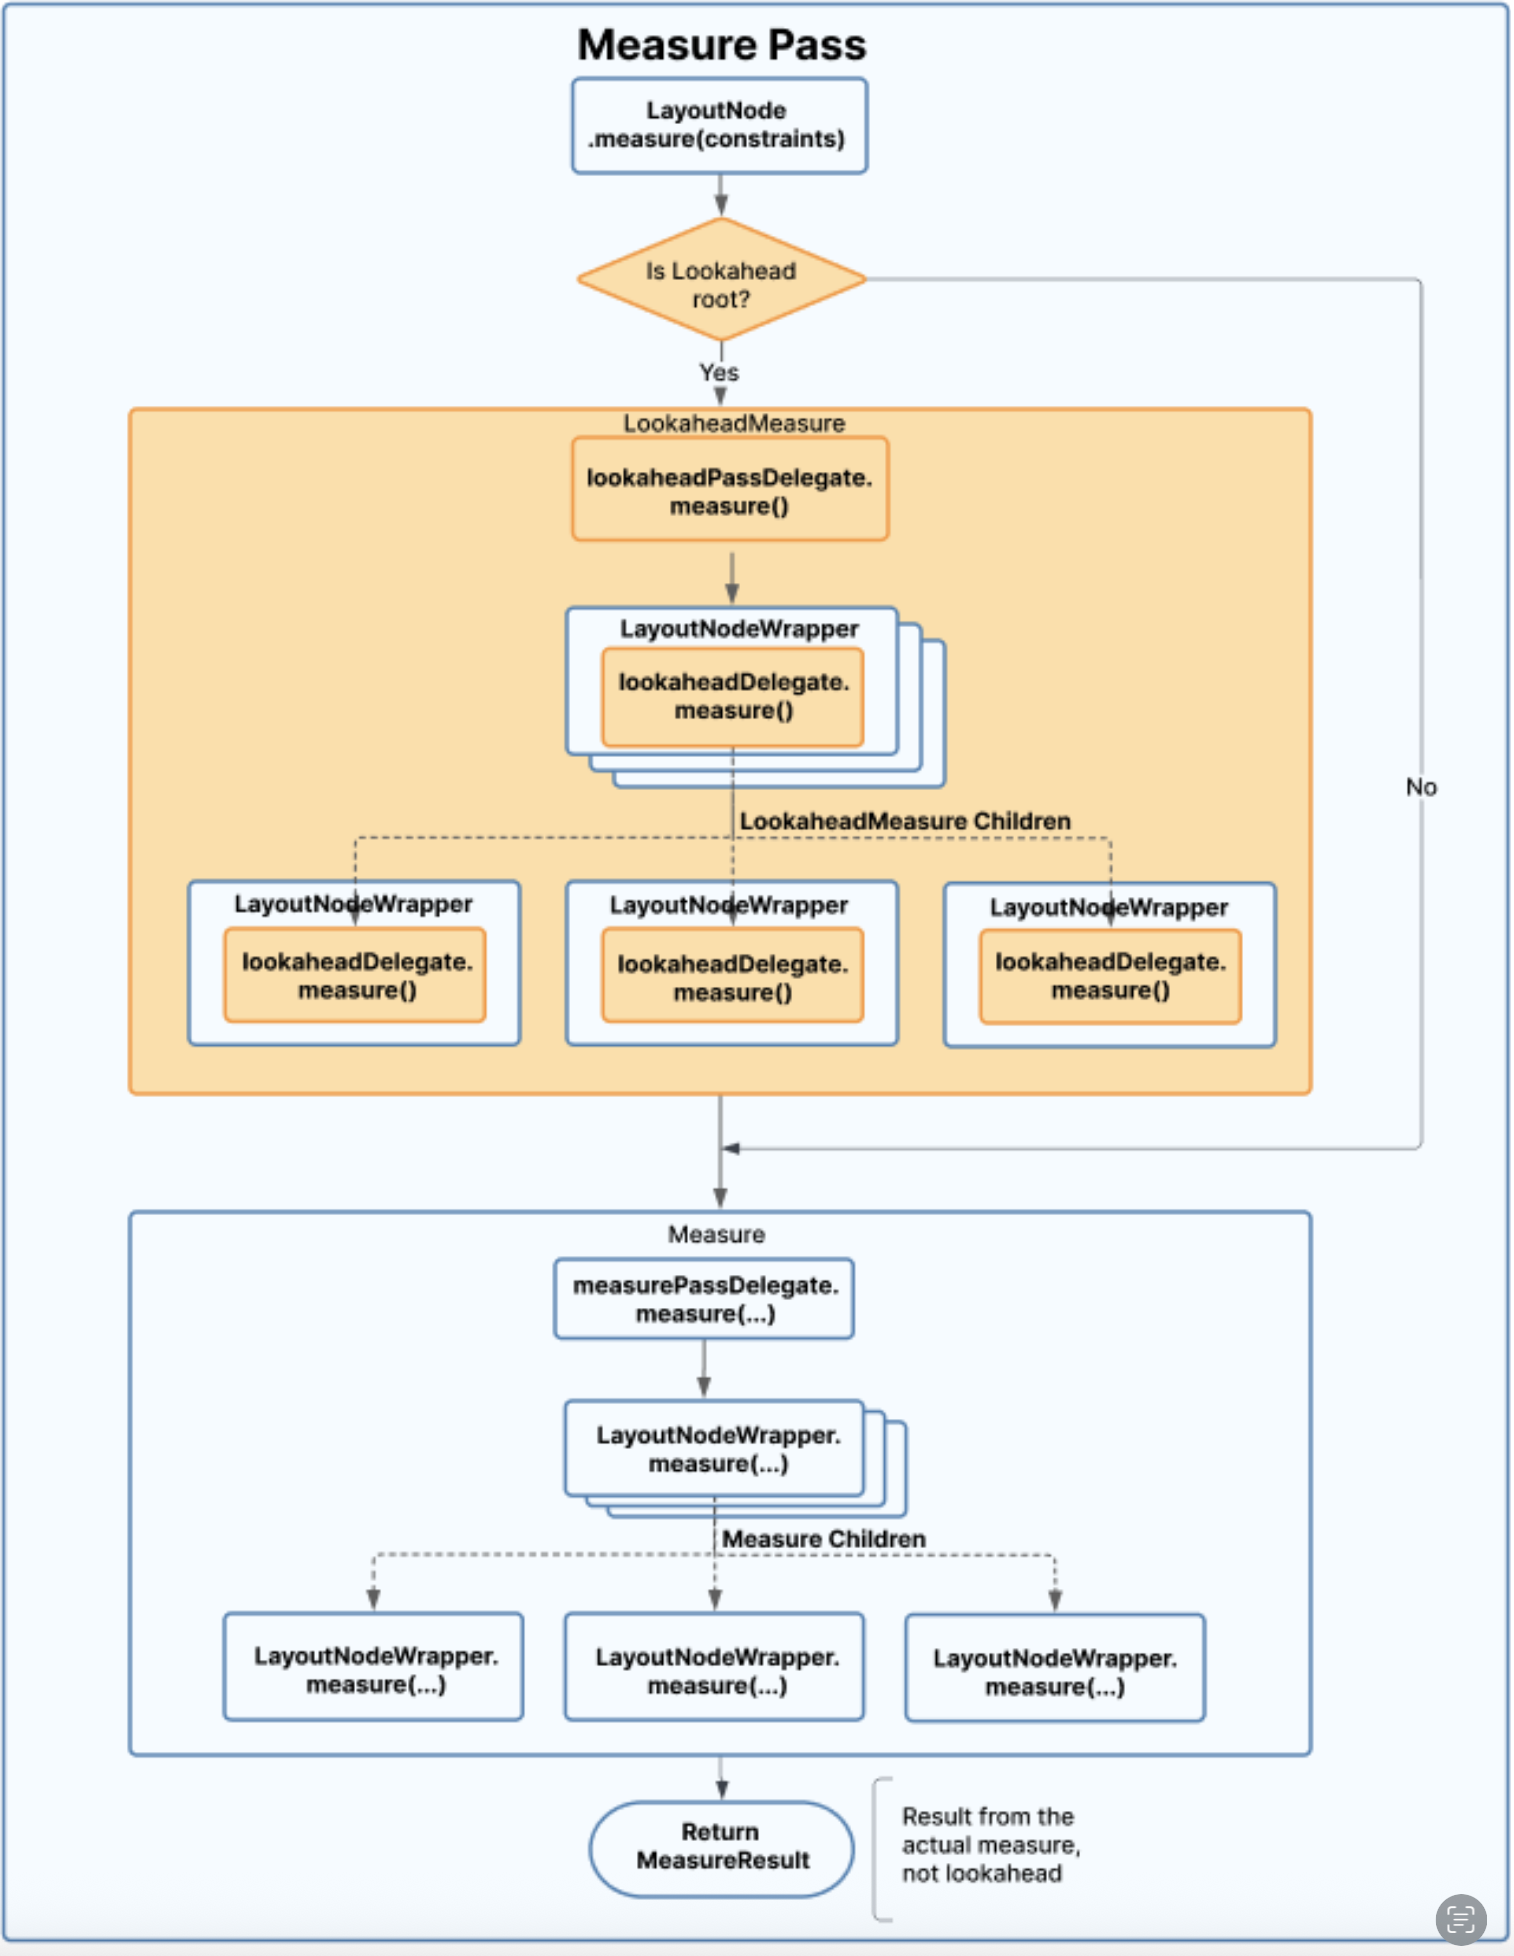 Measure Pass
LayoutNode
.measure(constraints)
Is Lookahead
root?
Yes
No
LookaheadMeasure
lookaheadPassDelegate.
measure()
LayoutNodeWrapper
lookaheadDelegate.
measure()
LookaheadMeasure Children
LayoutNodeWrapper
lookaheadDelegate.
measure()
LayoutNodeWrapper
lookaheadDelegate.
measure()
LayoutNodeWrapper
lookaheadDelegate.
measure()
Measure
measurePassDelegate.
measure(...)
LayoutNodeWrapper.
measure(...)
Measure Children
LayoutNodeWrapper.
measure(...)
LayoutNodeWrapper.
measure(...)
LayoutNodeWrapper.
measure(...)
Return
MeasureResult
Result from the
actual measure,
not lookahead